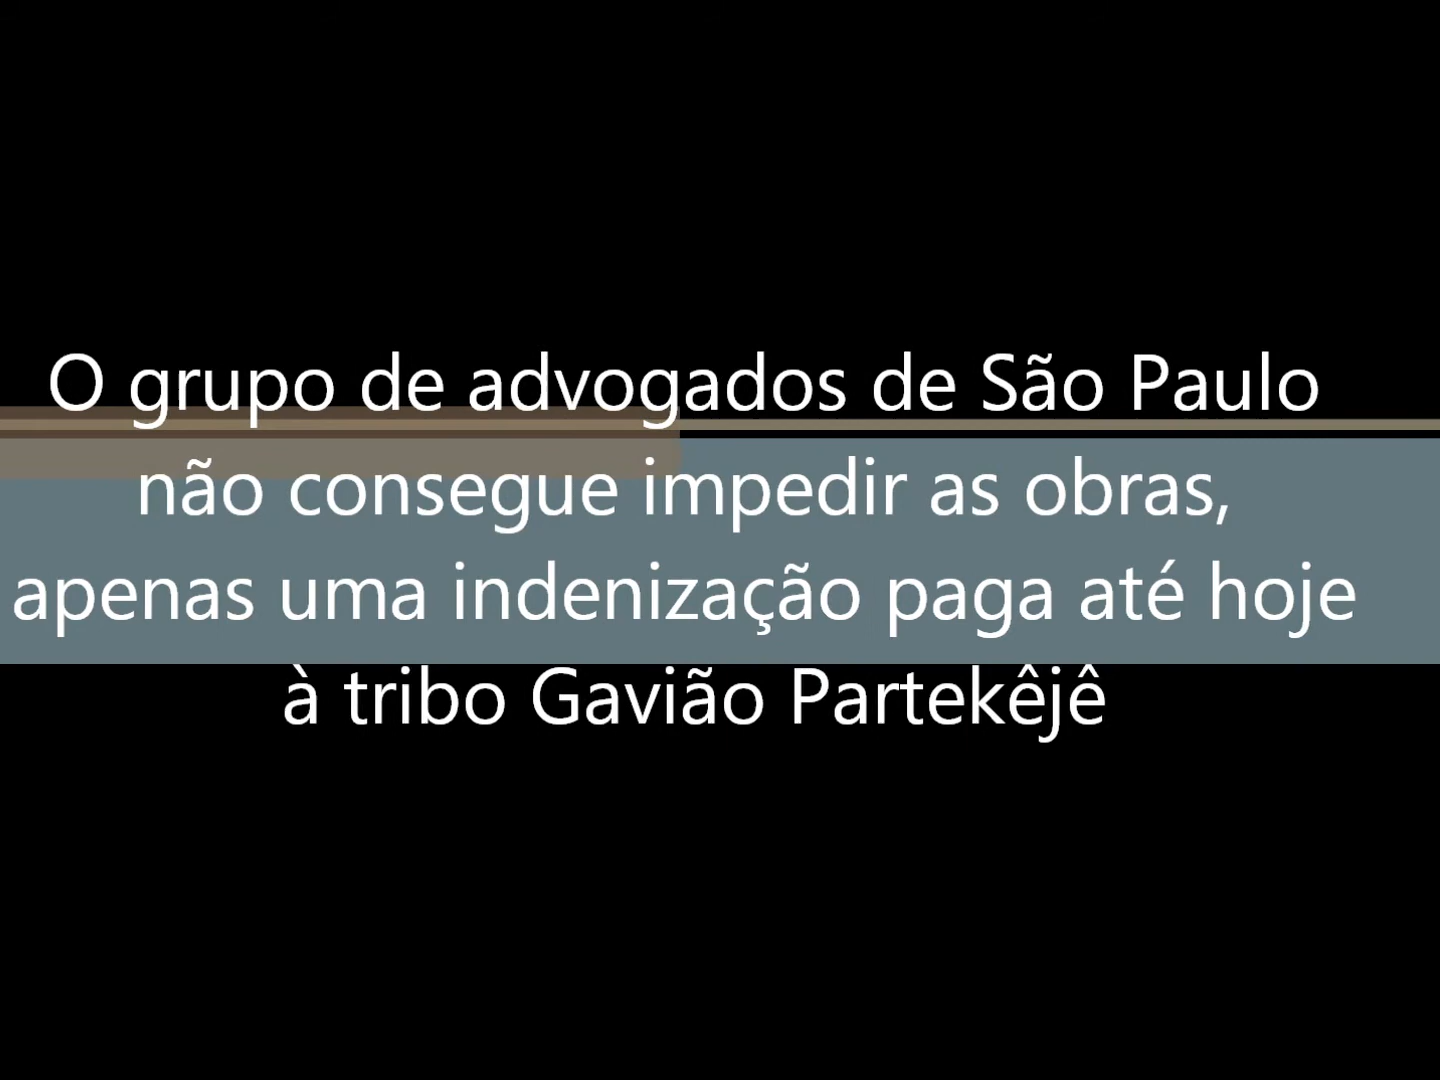 O grupo de advogados de São Paulo
não consegue impedir as obras,
apenas uma indenização paga até hoje
à tribo Gavião Partekêjê